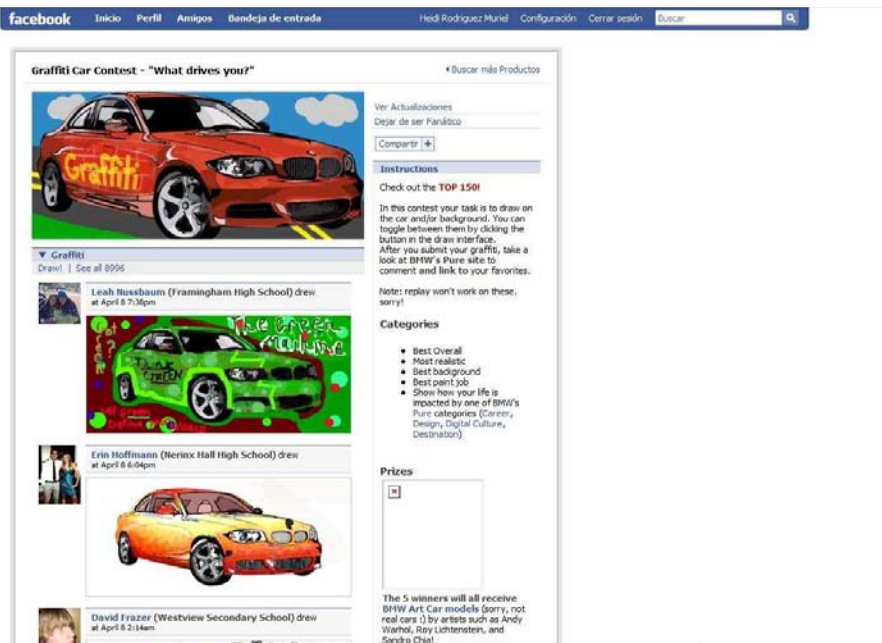 facebook Inicio Perfil Amigos Bandeja de entrada Heidi Rodriguez Muriel Configuración Cerrar sesión Buscar
Graffiti Car Contest - "What drives you?"
Buscar más Productos
Graffiti
▼ Graffiti
Draw! | See all 8996
Leah Nussbaum (Framingham High School) drew
at April 8 7:38pm
The Green
Machine
Think
Green
Erin Hoffmann (Nerinx Hall High School) drew
at April 8 6:04pm
David Frazer (Westview Secondary School) drew
at April 8 2:14am
Ver Actualizaciones
Dejar de ser Fanático
Compartir +
Instructions
Check out the TOP 150!
In this contest your task is to draw on
the car and/or background. You can
toggle between them by clicking the
button in the draw interface.
After you submit your graffiti, take a
look at BMW's Pure site to
comment and link to your favorites.
Note: replay won't work on these.
sorry!
Categories
• Best Overall
• Most realistic
• Best background
• Best paint job
• Show how your life is
impacted by one of BMW's
Pure categories (Career,
Design, Digital Culture,
Destination)
Prizes
The 5 winners will all receive
BMW Art Car models (sorry, not
real cars :) by artists such as Andy
Warhol, Roy Lichtenstein, and
Sandro Chia!